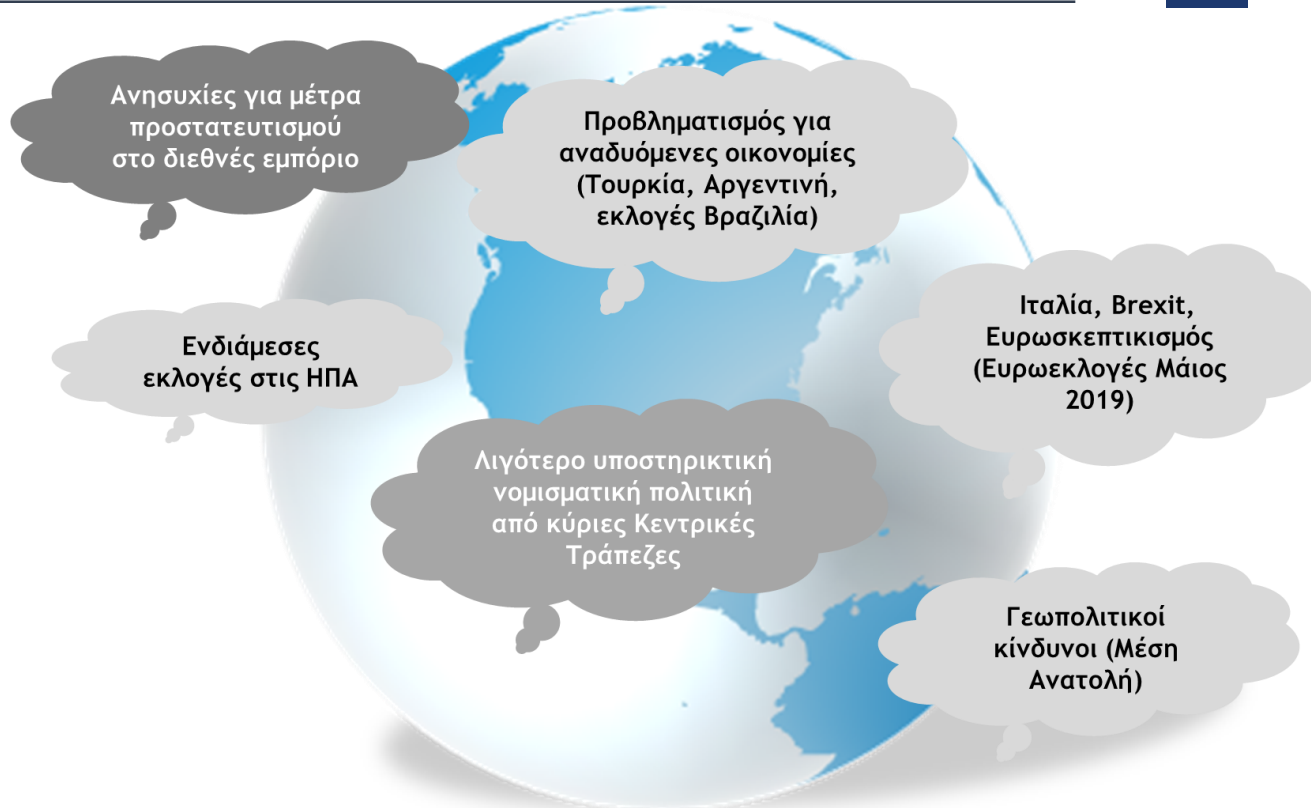 Ανησυχίες για μέτρα
προστατευτισμού
στο διεθνές εμπόριο
Προβληματισμός για
αναδυόμενες οικονομίες
(Τουρκία, Αργεντινή,
εκλογές Βραζιλία)
Ιταλία, Brexit,
Ευρωσκεπτικισμός
(Ευρωεκλογές Μάιος
2019)
Ενδιάμεσες
εκλογές στις ΗΠΑ
Λιγότερο υποστηρικτική
νομισματική πολιτική
από κύριες Κεντρικές
Τράπεζες
Γεωπολιτικοί
κίνδυνοι (Μέση
Ανατολή)